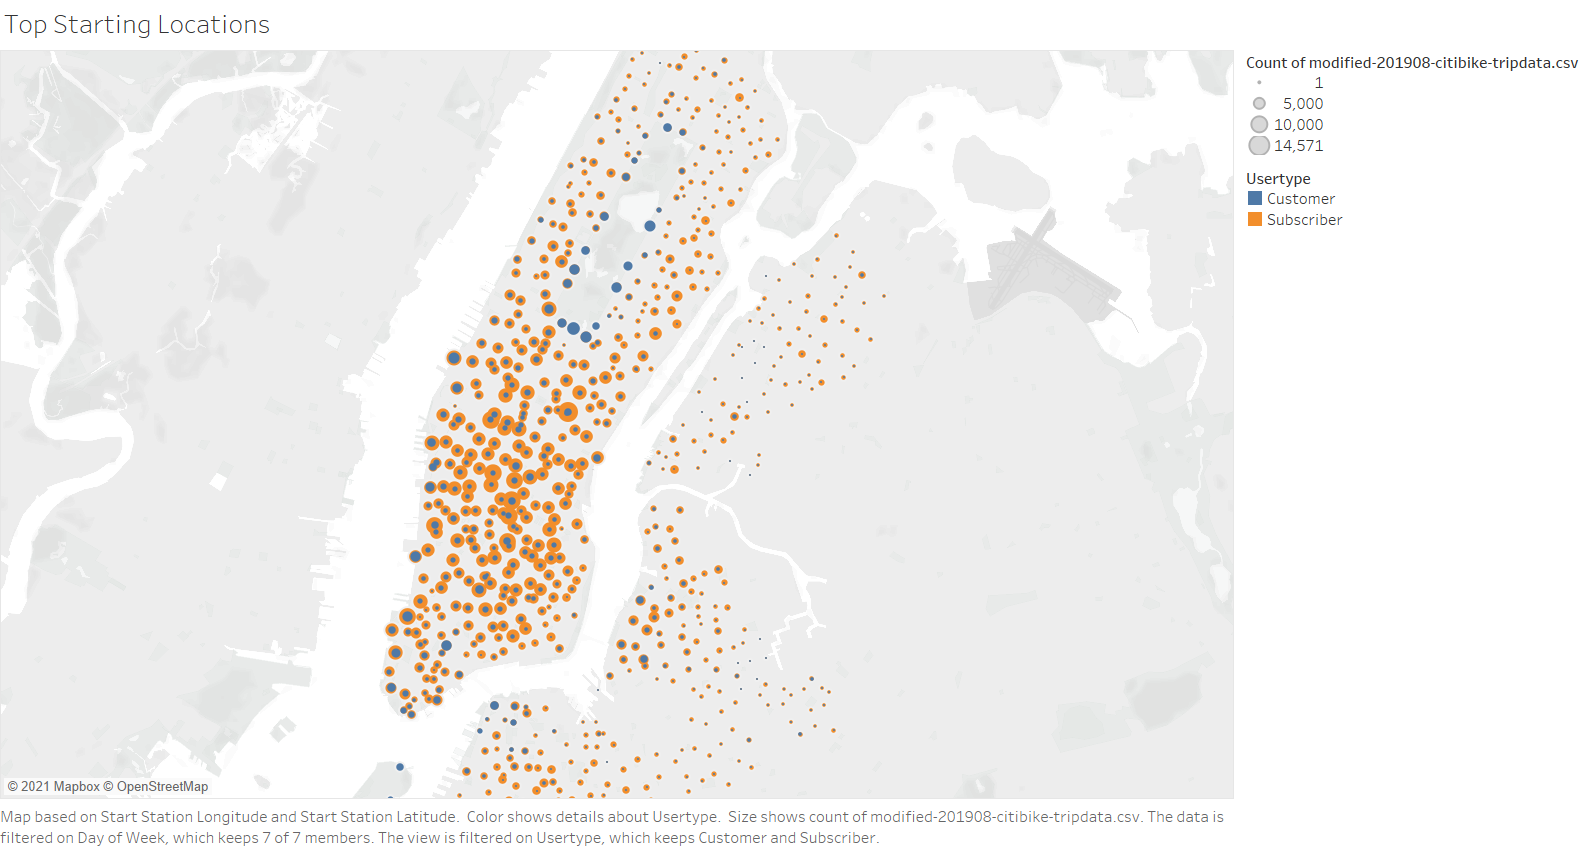 Top Starting Locations
Count of modified-201908-citibike-tripdata.csv
1
5,000
10,000
14,571
Usertype
Customer
Subscriber
© 2021 Mapbox © OpenStreetMap
Map based on Start Station Longitude and Start Station Latitude.  Color shows details about Usertype.  Size shows count of modified-201908-citibike-tripdata.csv. The data is
filtered on Day of Week, which keeps 7 of 7 members. The view is filtered on Usertype, which keeps Customer and Subscriber.